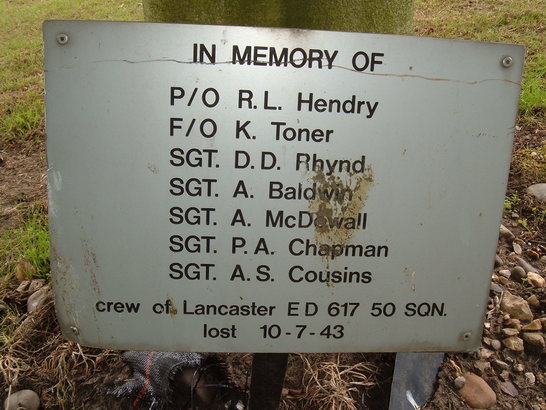 IN MEMORY OF
P/O R.L. Hendry
F/O K. Toner
SGT. D.D. Rhynd
SGT. A. Baldwin
SGT. A. McDowall
SGT. P.A. Chapman
SGT. A.S. Cousins
crew of Lancaster ED 617 50 SQN.
lost 10-7-43